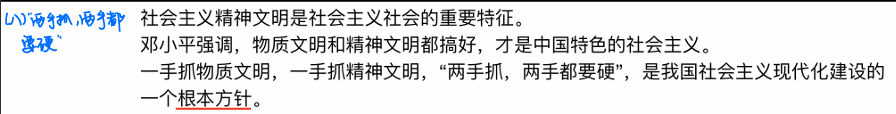 (1)"两手抓,两手都
要硬"
社会主义精神文明是社会主义社会的重要特征。
邓小平强调，物质文明和精神文明都搞好，才是中国特色的社会主义。
一手抓物质文明，一手抓精神文明，“两手抓，两手都要硬”，是我国社会主义现代化建设的
一个根本方针。